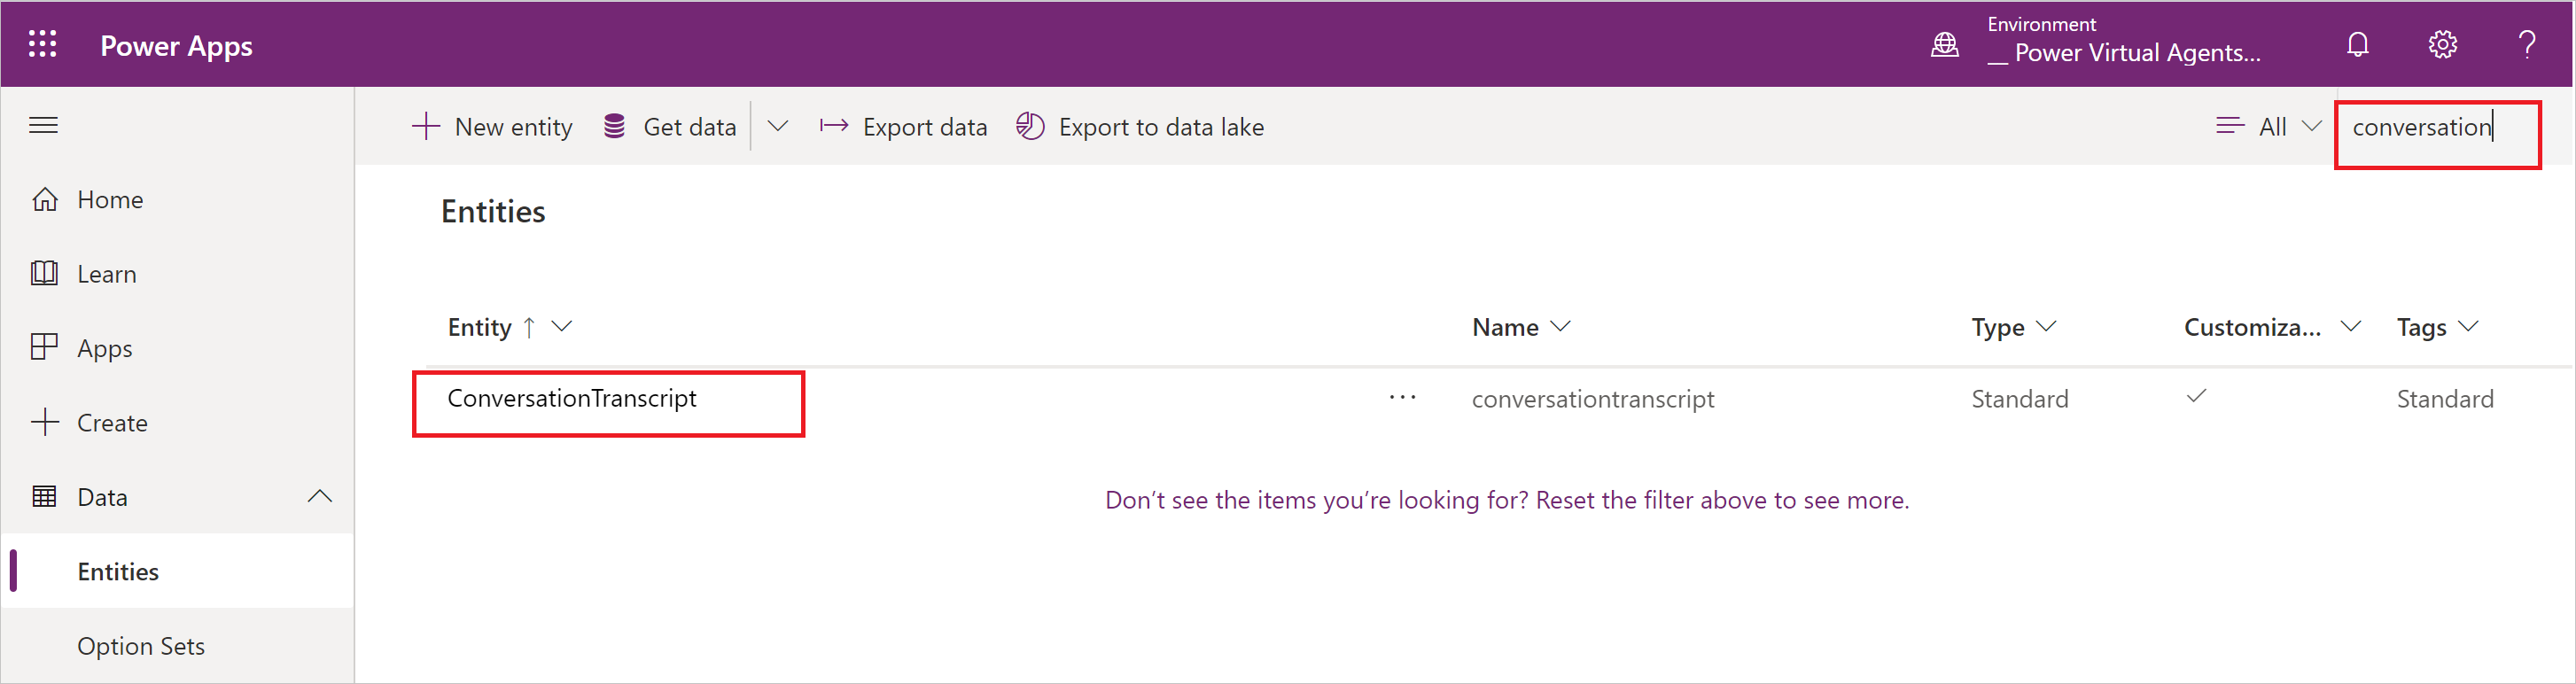 Power Apps
Environment
__ Power Virtual Agents...
?
New entity
Get data
Export data
Export to data lake
All
conversation
Home
Learn
Apps
Create
Data
Entities
Option Sets
Entities
Entity ↑ Name Type Customiza... Tags
ConversationTranscript ... conversationtranscript Standard ✓ Standard
Don’t see the items you’re looking for? Reset the filter above to see more.